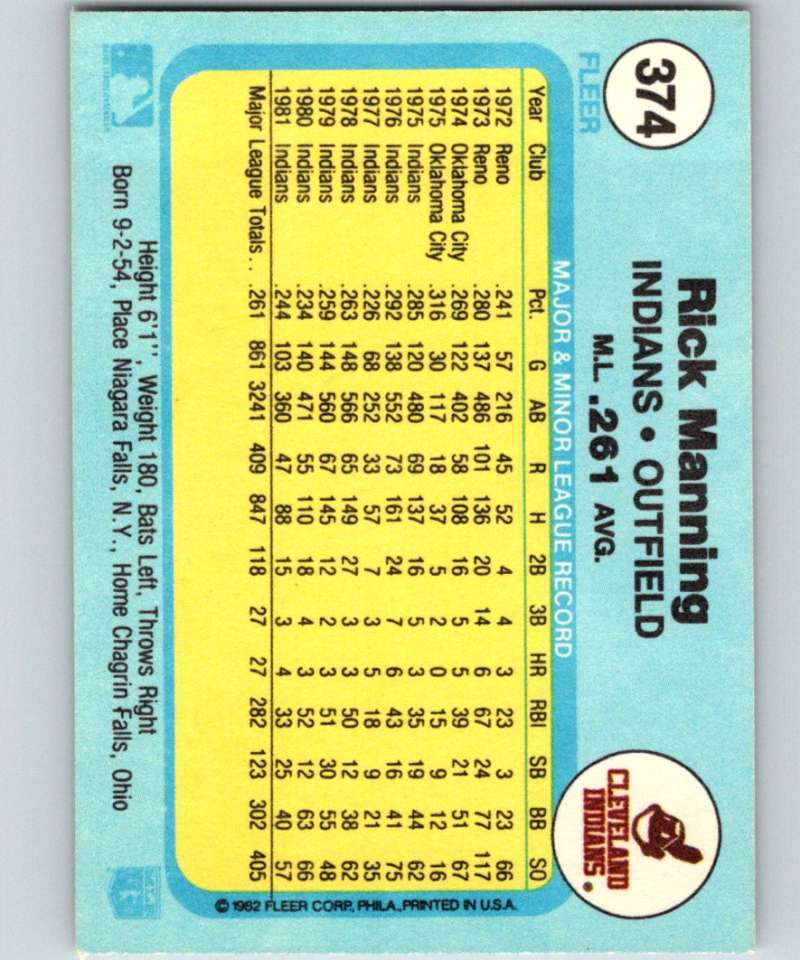 374
FLEER
Rick Manning
INDIANS • OUTFIELD
M.L. .261 AVG.
CLEVELAND
INDIANS
MAJOR & MINOR LEAGUE RECORD
Year Club Pct. G AB R H 2B 3B HR RBI SB BB SO
1972 Reno .241 57 216 45 52 4 4 3 23 3 23 66
1973 Reno .280 137 486 101 136 20 14 6 67 24 77 117
1974 Oklahoma City .269 122 402 58 108 16 5 5 39 21 51 67
1975 Oklahoma City .316 30 117 18 37 5 2 0 15 9 12 16
1975 Indians .285 120 480 69 137 16 5 3 35 19 44 62
1976 Indians .292 138 552 73 161 24 7 6 43 16 41 75
1977 Indians .226 68 252 33 57 7 3 5 18 9 21 35
1978 Indians .263 148 566 65 149 27 3 3 50 12 38 62
1979 Indians .259 144 560 67 145 12 2 3 51 30 55 48
1980 Indians .234 140 471 55 110 18 4 3 52 12 63 66
1981 Indians .244 103 360 47 88 15 3 4 33 25 40 57
Major League Totals . . .261 861 3241 409 847 118 27 27 282 123 302 405
© 1982 FLEER CORP., PHILA., PRINTED IN U.S.A.
Height 6'1'', Weight 180, Bats Left, Throws Right
Born 9-2-54, Place Niagara Falls, N.Y., Home Chagrin Falls, Ohio